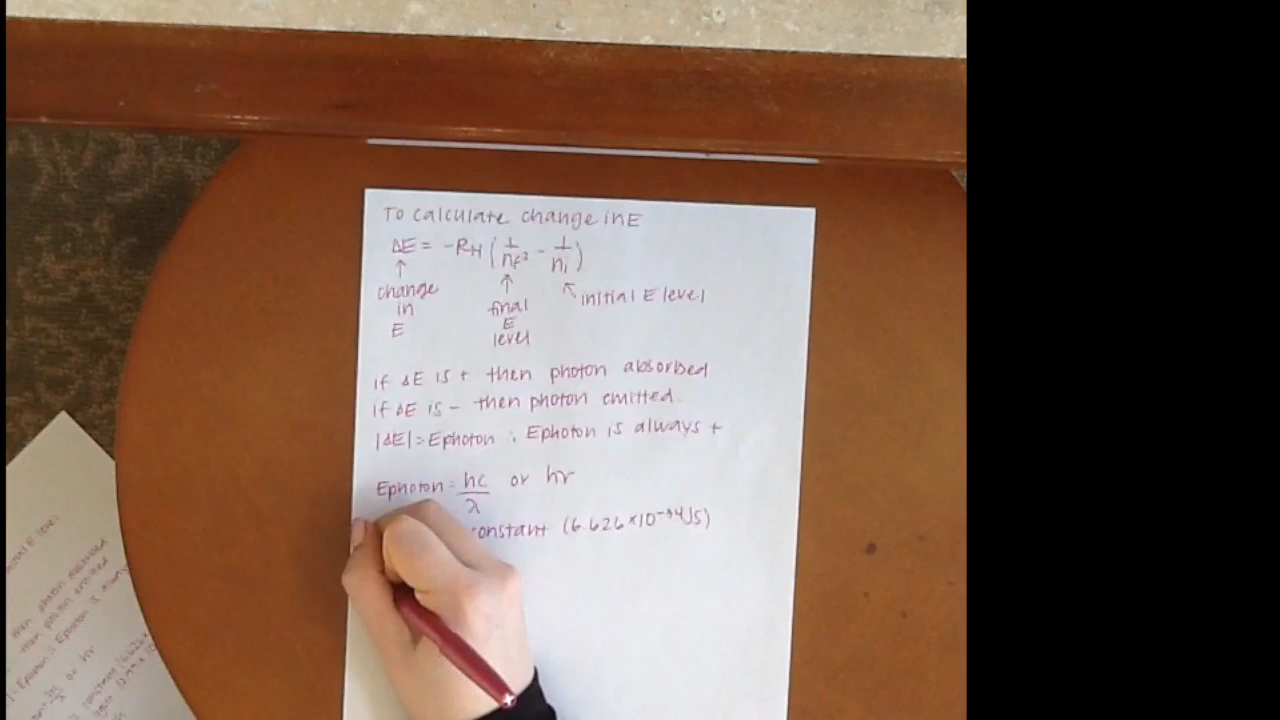 To calculate change in E
ΔE = -RH (1/nf² - 1/ni)
change in E
final E level
initial E level
if ΔE is + then photon absorbed
if ΔE is - then photon emitted
|ΔE| = Ephoton ∴ Ephoton is always +
Ephoton = hc/λ or hν
constant (6.626×10⁻³⁴Js)